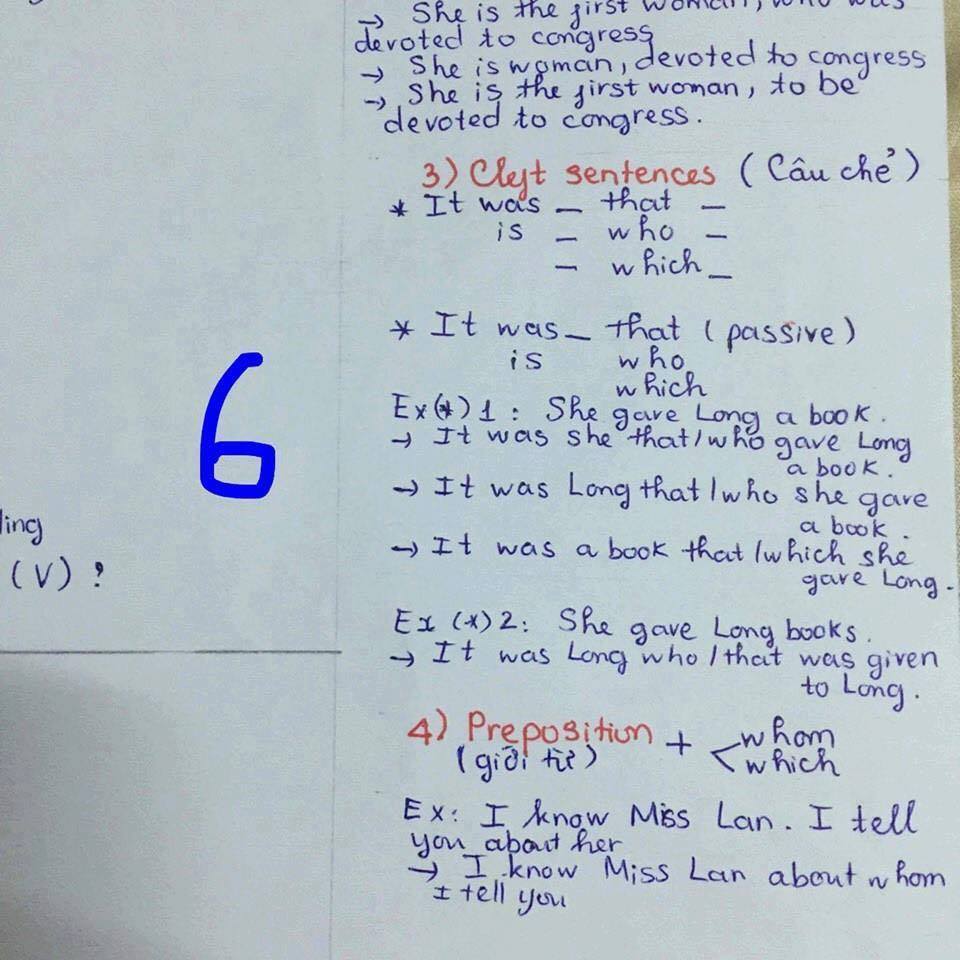 → She is the first woman, who was
devoted to congress
→ She is woman, devoted to congress
→ She is the first woman, to be
devoted to congress.
3) Cleft sentences (Câu chẻ)
* It was _ that _
is _ who _
_ which _
* It was _ that (passive)
is who
which
6
Ex(*)1: She gave Long a book.
→ It was she that/who gave Long
a book.
→ It was Long that/who she gave
a book.
→ It was a book that/which she
gave Long.
ling
(V)?
Ex (*)2: She gave Long books.
→ It was Long who/that was given
to Long.
4) Preposition + < whom
(giới từ) which
Ex: I know Miss Lan. I tell
you about her
→ I know Miss Lan about whom
I tell you